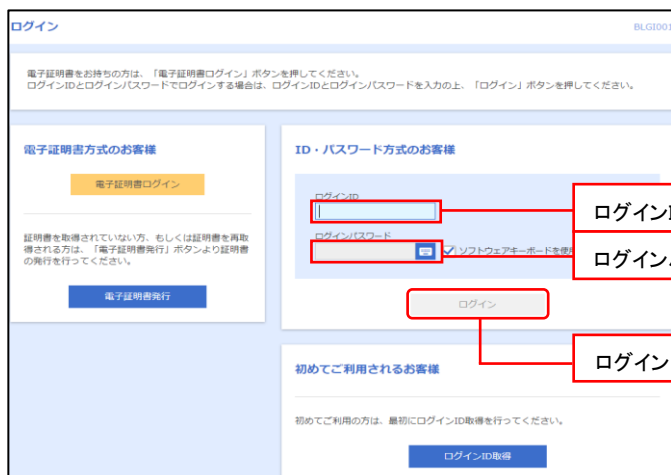 ログイン
BLGI001
電子証明書をお持ちの方は、「電子証明書ログイン」ボタンを押してください。
ログインIDとログインパスワードでログインする場合は、ログインIDとログインパスワードを入力の上、「ログイン」ボタンを押してください。
電子証明書方式のお客様
電子証明書ログイン
証明書を取得されていない方、もしくは証明書を再取
得される方は、「電子証明書発行」ボタンより証明書
の発行を行ってください。
電子証明書発行
ID・パスワード方式のお客様
ログインID
ログインI
ログインパスワード
ソフトウェアキーボードを使用
ログイン
ログイン
ログイン
初めてご利用されるお客様
初めてご利用の方は、最初にログインID取得を行ってください。
ログインID取得